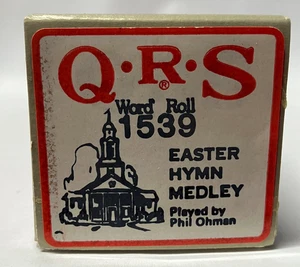 Q·R·S®
Word Roll
1539
EASTER
HYMN
MEDLEY
Played by
Phil Ohman